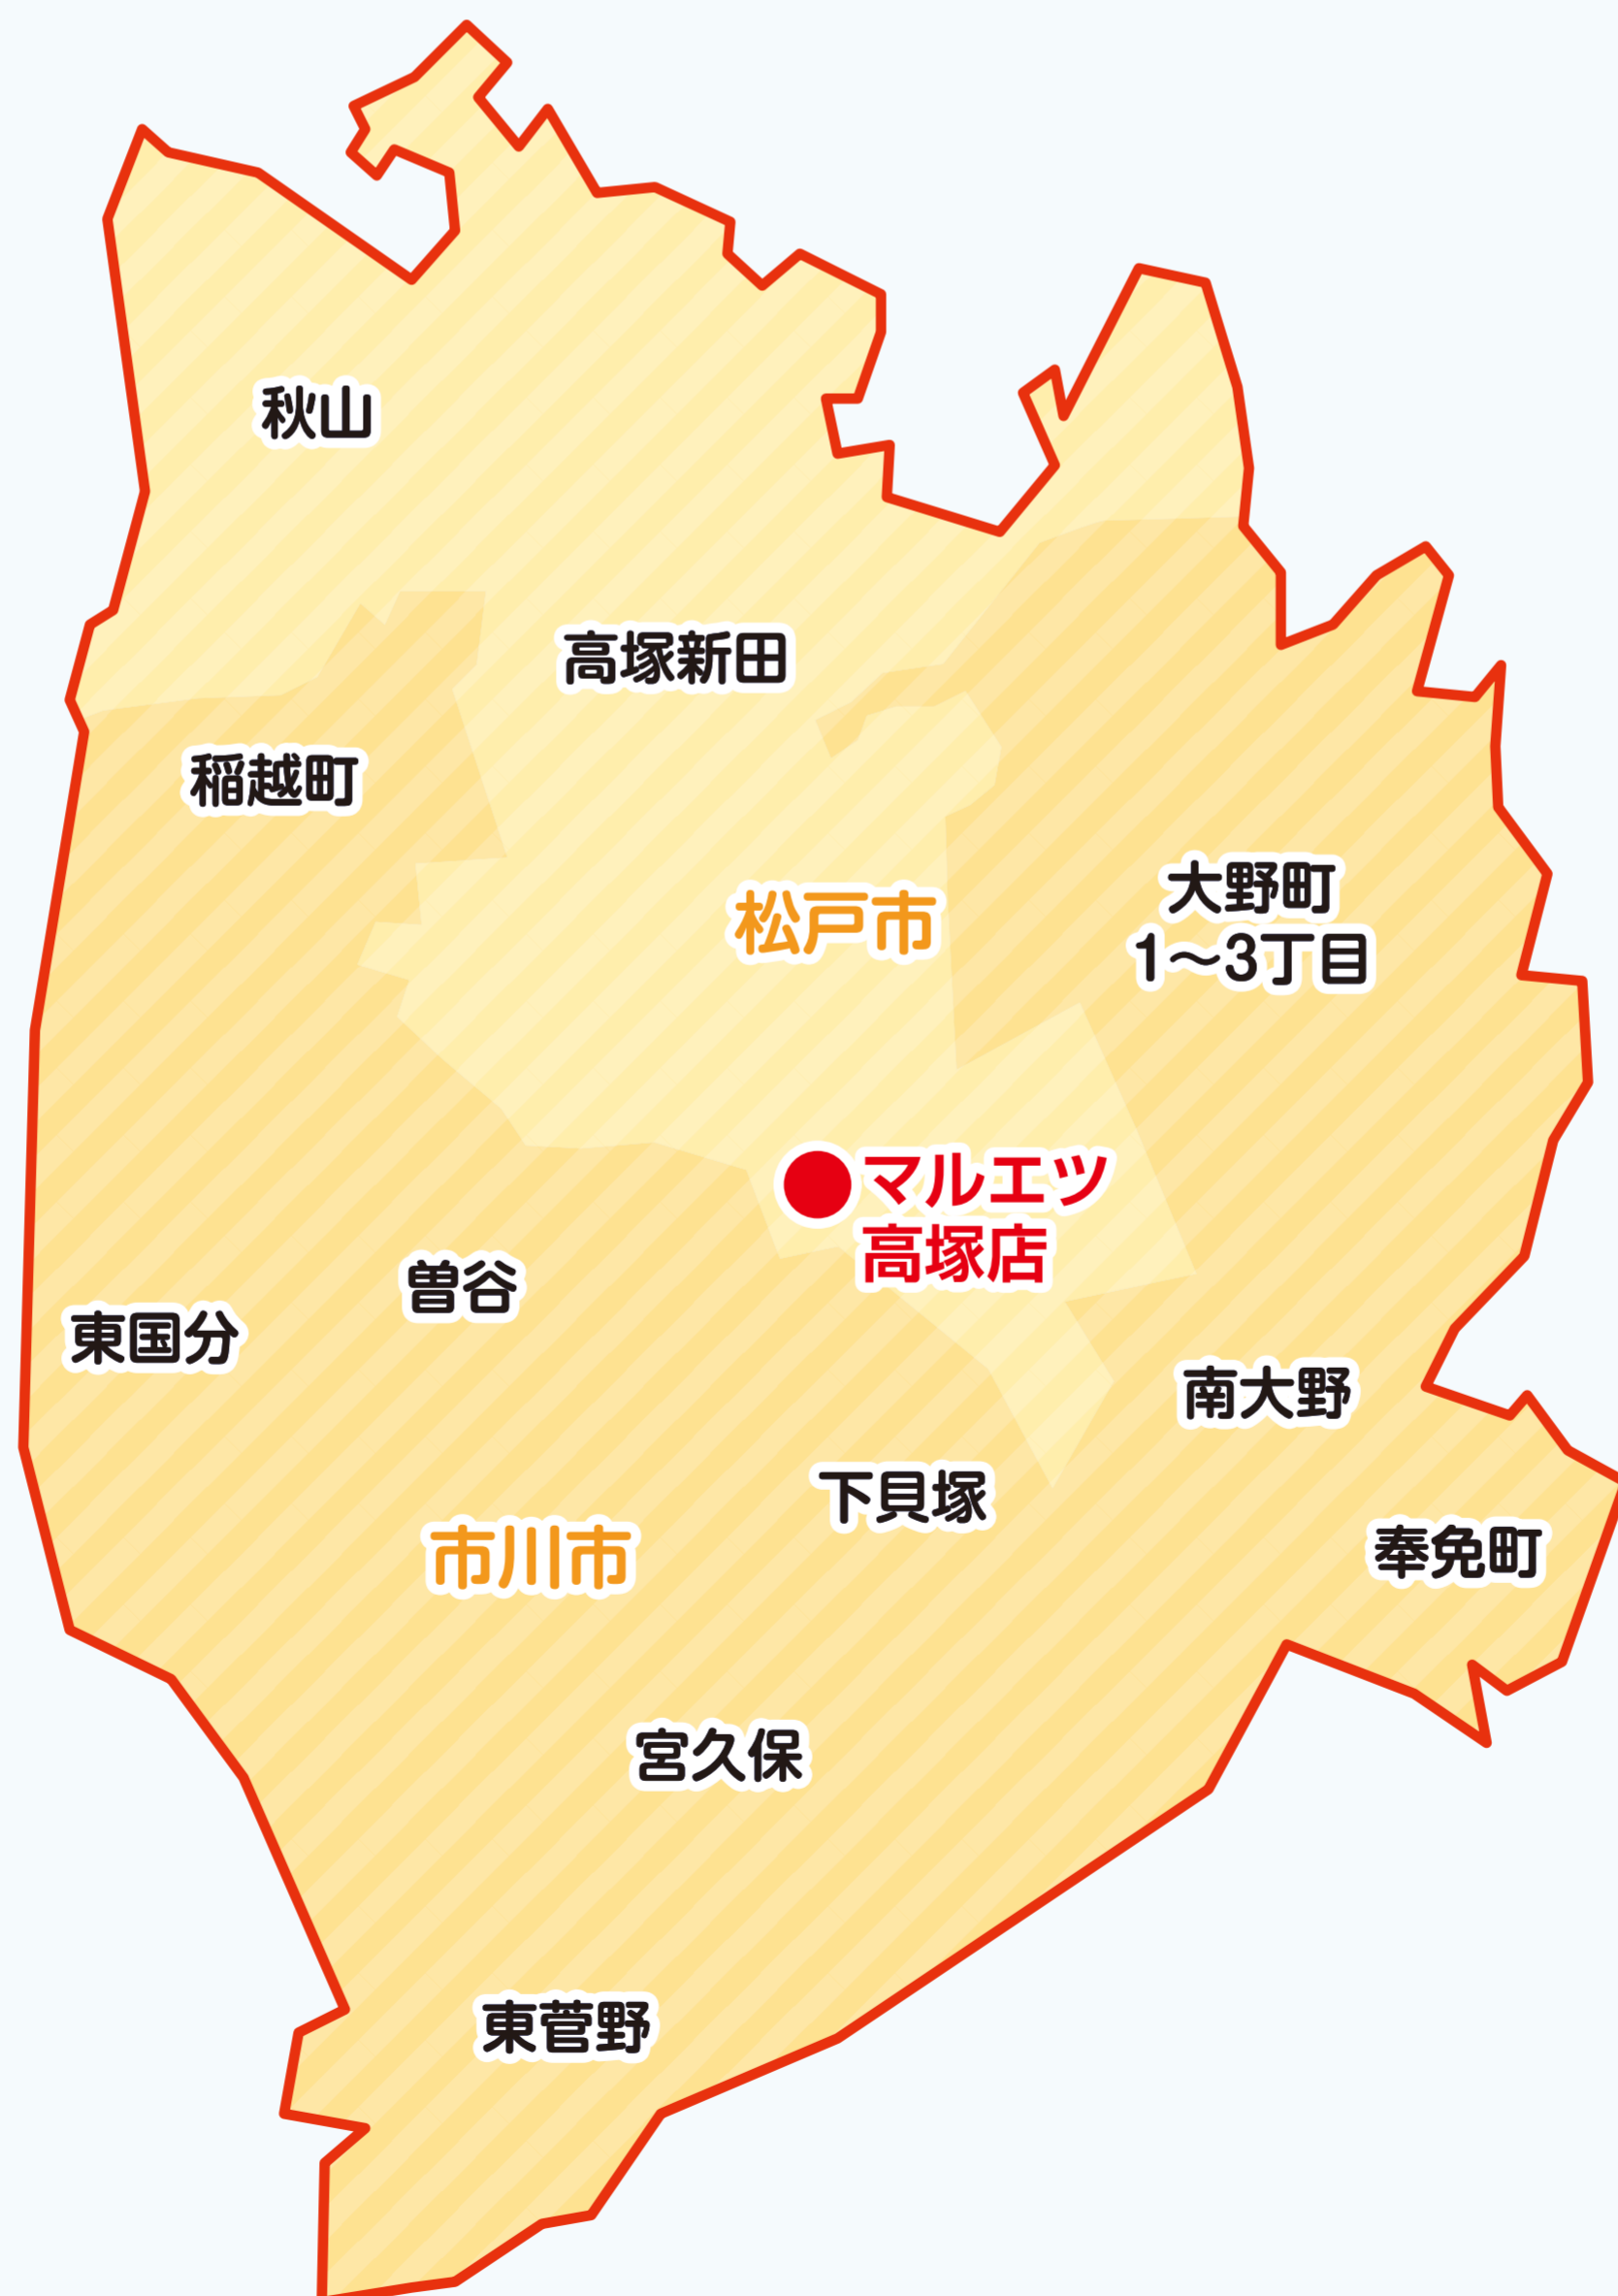 秋山
高塚新田
稲越町
松戸市
大野町
1～3丁目
マルエツ
高塚店
曽谷
東国分
南大野
下貝塚
市川市
奉免町
宮久保
東菅野